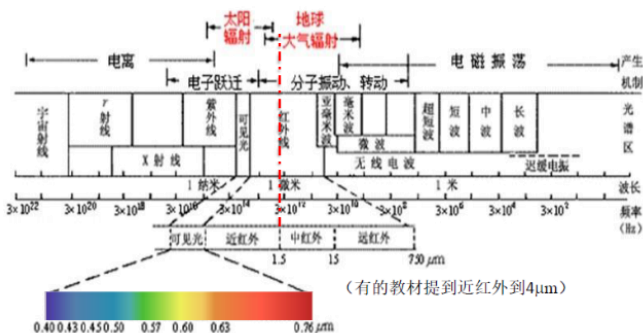 太阳 地球
辐射 大气辐射
电离 电磁振荡 产生
电子跃迁 分子振动、转动 机制
宇宙射线 γ射线 紫外线 可见光 红外线 亚毫米波 毫米波 超短波 短波 中波 长波 光谱区
微波
X射线 无线电波 迟缓电振
1纳米 1微米 1米 波长
3×10²² 3×10²⁰ 3×10¹⁸ 3×10¹⁶ 3×10¹⁴ 3×10¹² 3×10¹⁰ 3×10⁸ 3×10⁶ 3×10⁴ 3×10² 频率
(Hz)
可见光 近红外 中红外 远红外
1.5 15 750 μm
(有的教材提到近红外到4μm)
0.40 0.43 0.45 0.50 0.57 0.60 0.63 0.76 μm